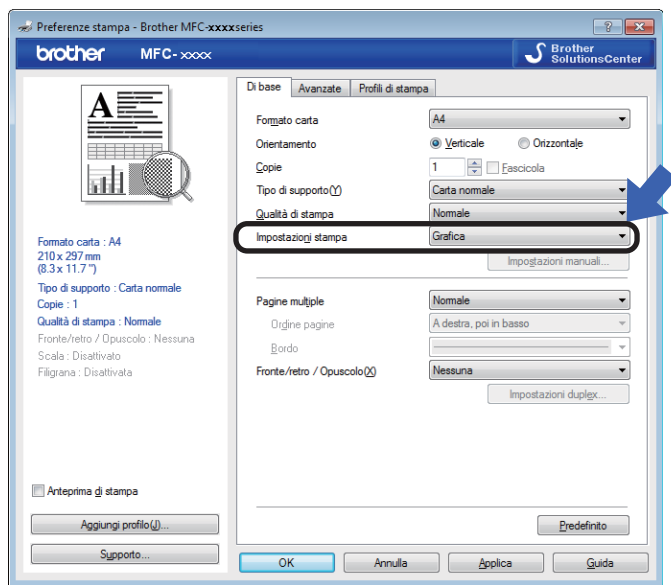 Preferenze stampa - Brother MFC-xxxxseries
brother MFC-xxxx
Brother
SolutionsCenter
Di base Avanzate Profili di stampa
Formato carta A4
Orientamento Verticale Orizzontale
Copie 1 Fascicola
Tipo di supporto(Y) Carta normale
Qualità di stampa Normale
Impostazioni stampa Grafica
Impostazioni manuali...
Pagine multiple Normale
Ordine pagine A destra, poi in basso
Bordo
Fronte/retro / Opuscolo(X) Nessuna
Impostazioni duplex...
Predefinito
A
Formato carta : A4
210 x 297 mm
(8.3 x 11.7 ")
Tipo di supporto : Carta normale
Copie : 1
Qualità di stampa : Normale
Fronte/retro / Opuscolo : Nessuna
Scala : Disattivato
Filigrana : Disattivata
Anteprima di stampa
Aggiungi profilo(J)...
Supporto...
OK Annulla Applica Guida